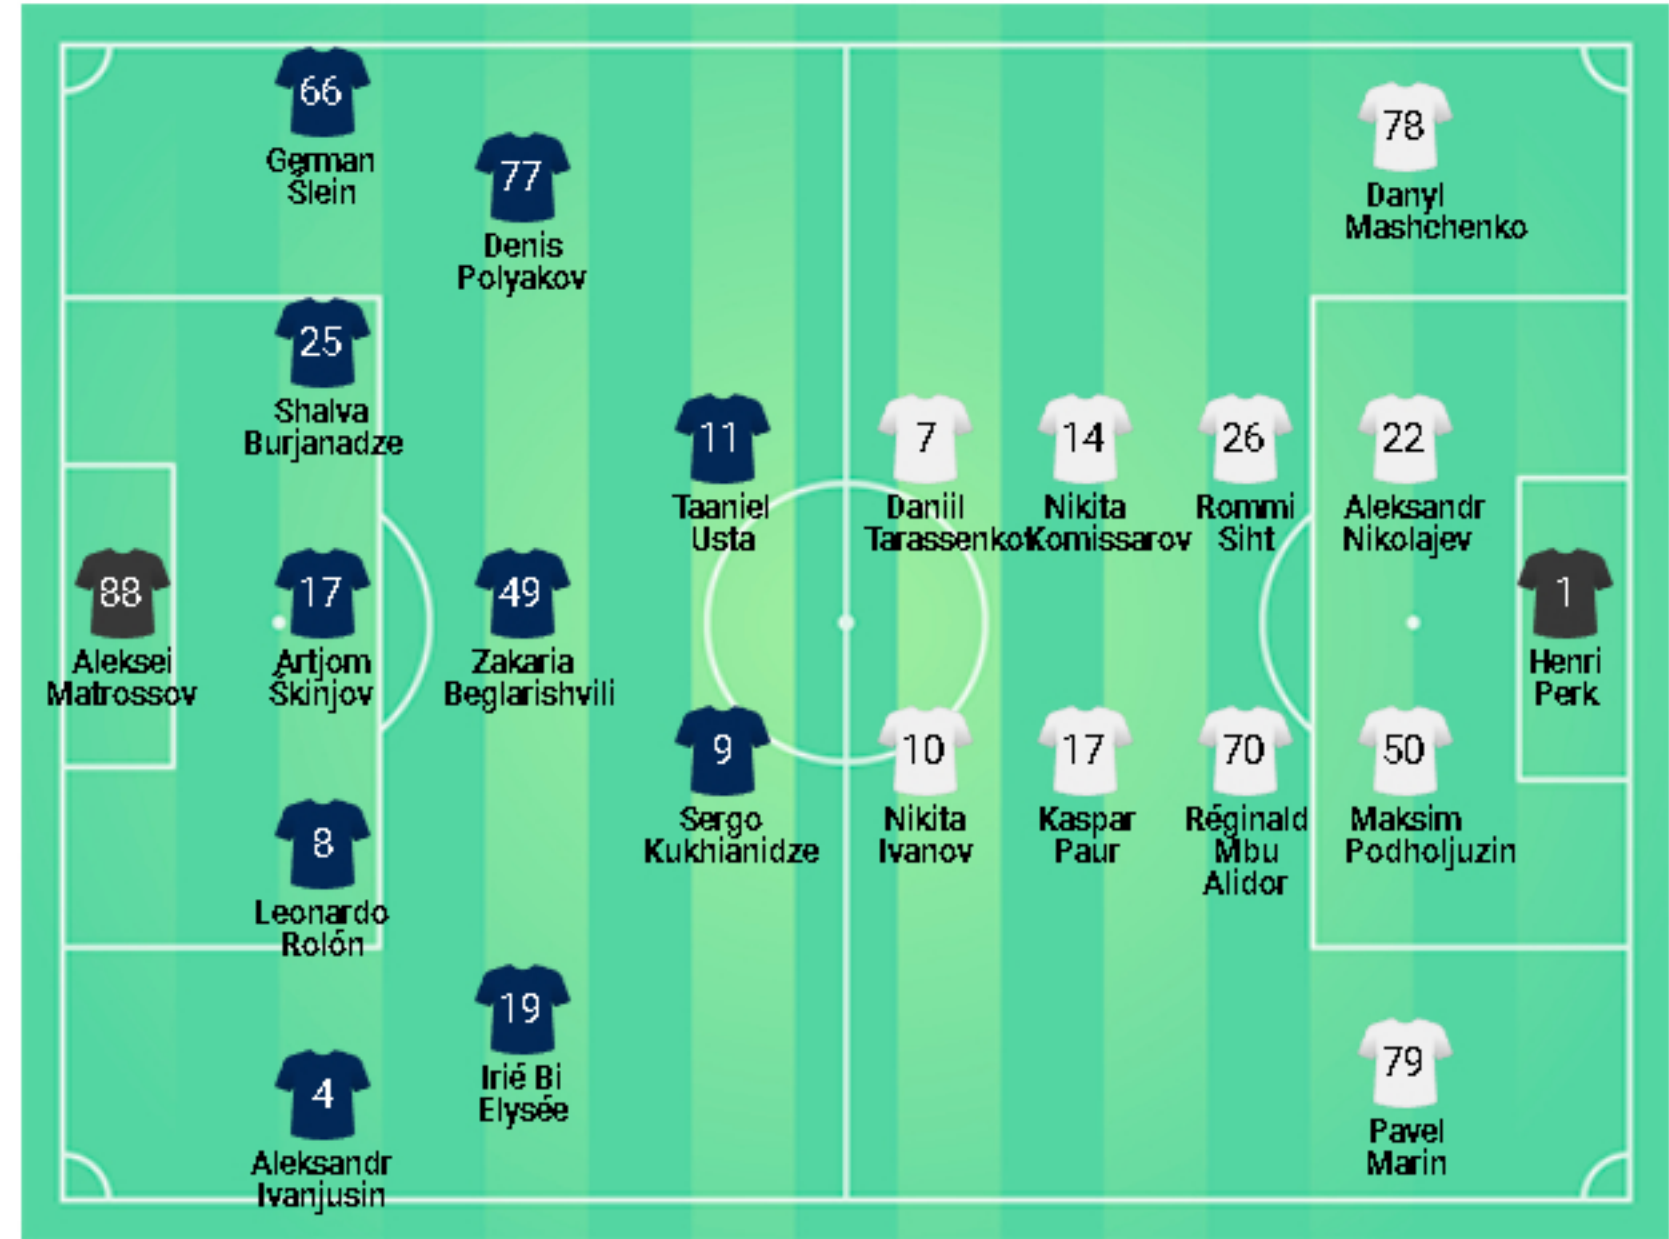 66
German
Šlein
77
Denis
Polyakov
78
Danyl
Mashchenko
25
Shalva
Burjanadze
11
Taaniel
Usta
7
Daniil
Tarassenkov
14
Nikita
Komissarov
26
Rommi
Siht
22
Aleksandr
Nikolajev
88
Aleksei
Matrossov
17
Artjom
Škinjov
49
Zakaria
Beglarishvili
1
Henri
Perk
9
Sergo
Kukhianidze
10
Nikita
Ivanov
17
Kaspar
Paur
70
Réginald
Mbu
Alidor
50
Maksim
Podholjuzin
8
Leonardo
Rolón
19
Irié Bi
Elysée
4
Aleksandr
Ivanjusin
79
Pavel
Marin